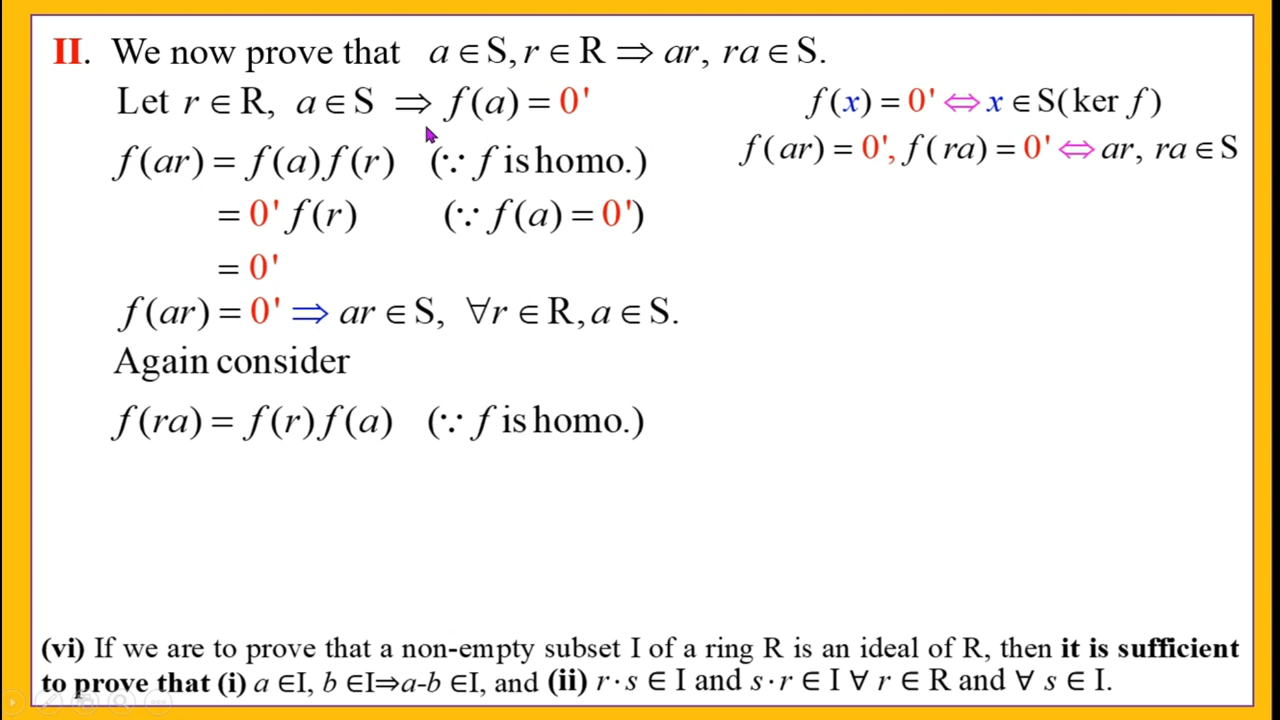 II. We now prove that a ∈ S, r ∈ R ⇒ ar, ra ∈ S.
Let r ∈ R, a ∈ S ⇒ f(a) = 0'
f(ar) = f(a)f(r) (∵ f is homo.)
= 0' f(r) (∵ f(a) = 0')
= 0'
f(ar) = 0' ⇒ ar ∈ S, ∀r ∈ R, a ∈ S.
Again consider
f(ra) = f(r)f(a) (∵ f is homo.)
f(x) = 0' ⇔ x ∈ S(ker f)
f(ar) = 0', f(ra) = 0' ⇔ ar, ra ∈ S
(vi) If we are to prove that a non-empty subset I of a ring R is an ideal of R, then it is sufficient
to prove that (i) a ∈I, b ∈I⇒a-b ∈I, and (ii) r·s ∈ I and s·r ∈ I ∀ r ∈ R and ∀ s ∈ I.